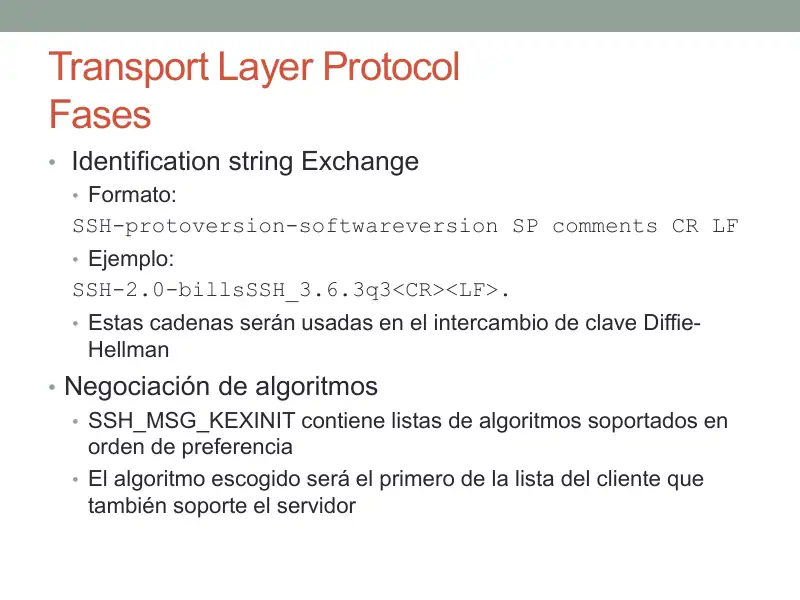 Transport Layer Protocol
Fases
• Identification string Exchange
• Formato:
SSH-protoversion-softwareversion SP comments CR LF
• Ejemplo:
SSH-2.0-billsSSH_3.6.3q3<CR><LF>.
• Estas cadenas serán usadas en el intercambio de clave Diffie-
Hellman
• Negociación de algoritmos
• SSH_MSG_KEXINIT contiene listas de algoritmos soportados en
orden de preferencia
• El algoritmo escogido será el primero de la lista del cliente que
también soporte el servidor